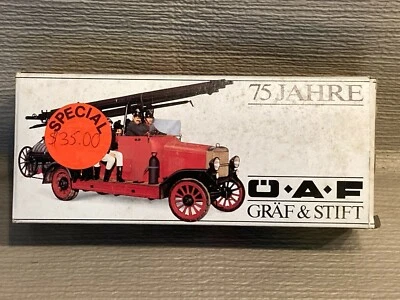 75 JAHRE
SPECIAL
$35.00
Ö·A·F
GRÄF & STIFT